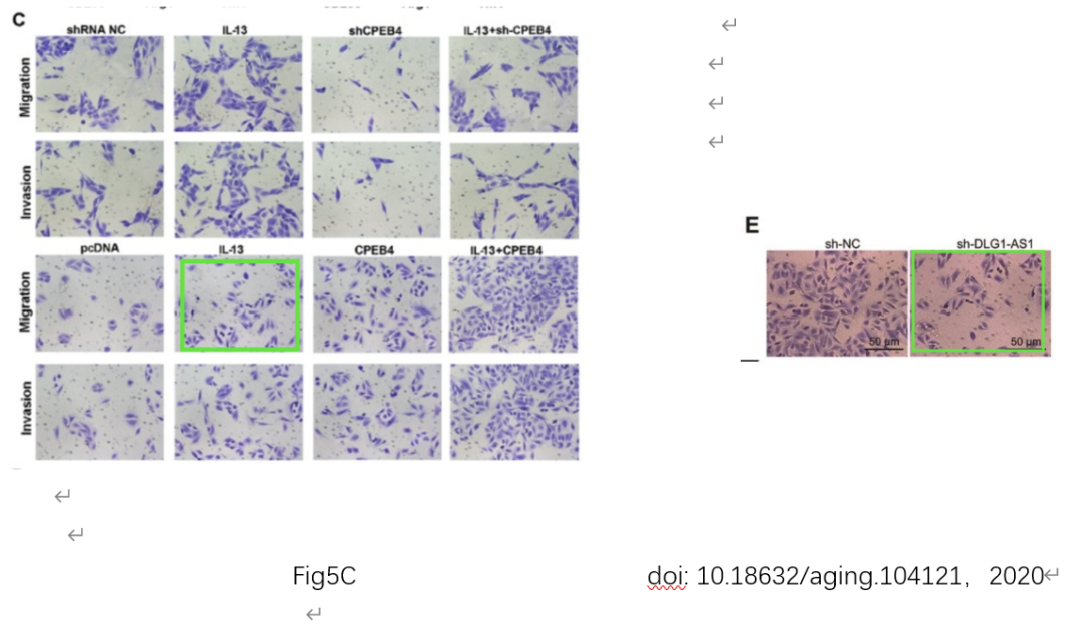 C
shRNA NC IL-13 shCPEB4 IL-13+sh-CPEB4
Migration
Invasion
pcDNA IL-13 CPEB4 IL-13+CPEB4
Migration
Invasion
E
sh-NC sh-DLG1-AS1
50 µm 50 µm
Fig5C doi: 10.18632/aging.104121, 2020